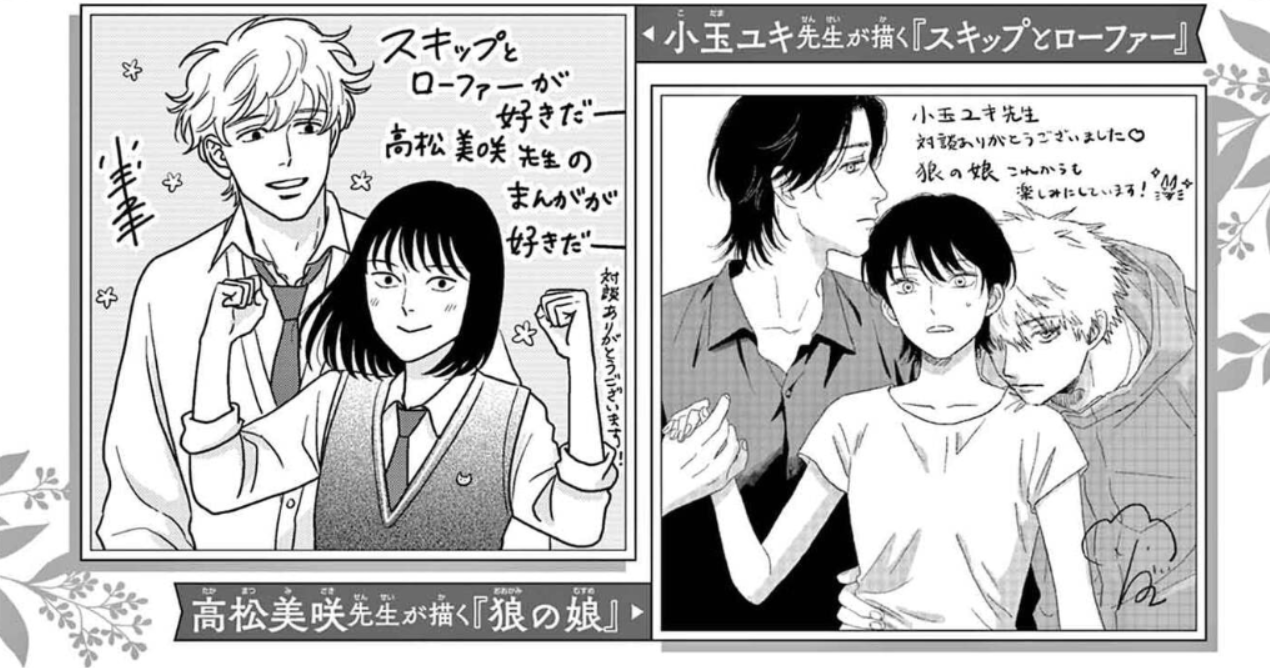 小玉ユキ先生が描く『スキップとローファー』
スキップと
ローファーが
好きだー
高松美咲先生の
まんがが
好きだー
対談ありがとうございます!!
小玉ユキ先生
対談ありがとうございました♡
狼の娘 これからも
楽しみにしています!
高松美咲先生が描く『狼の娘』